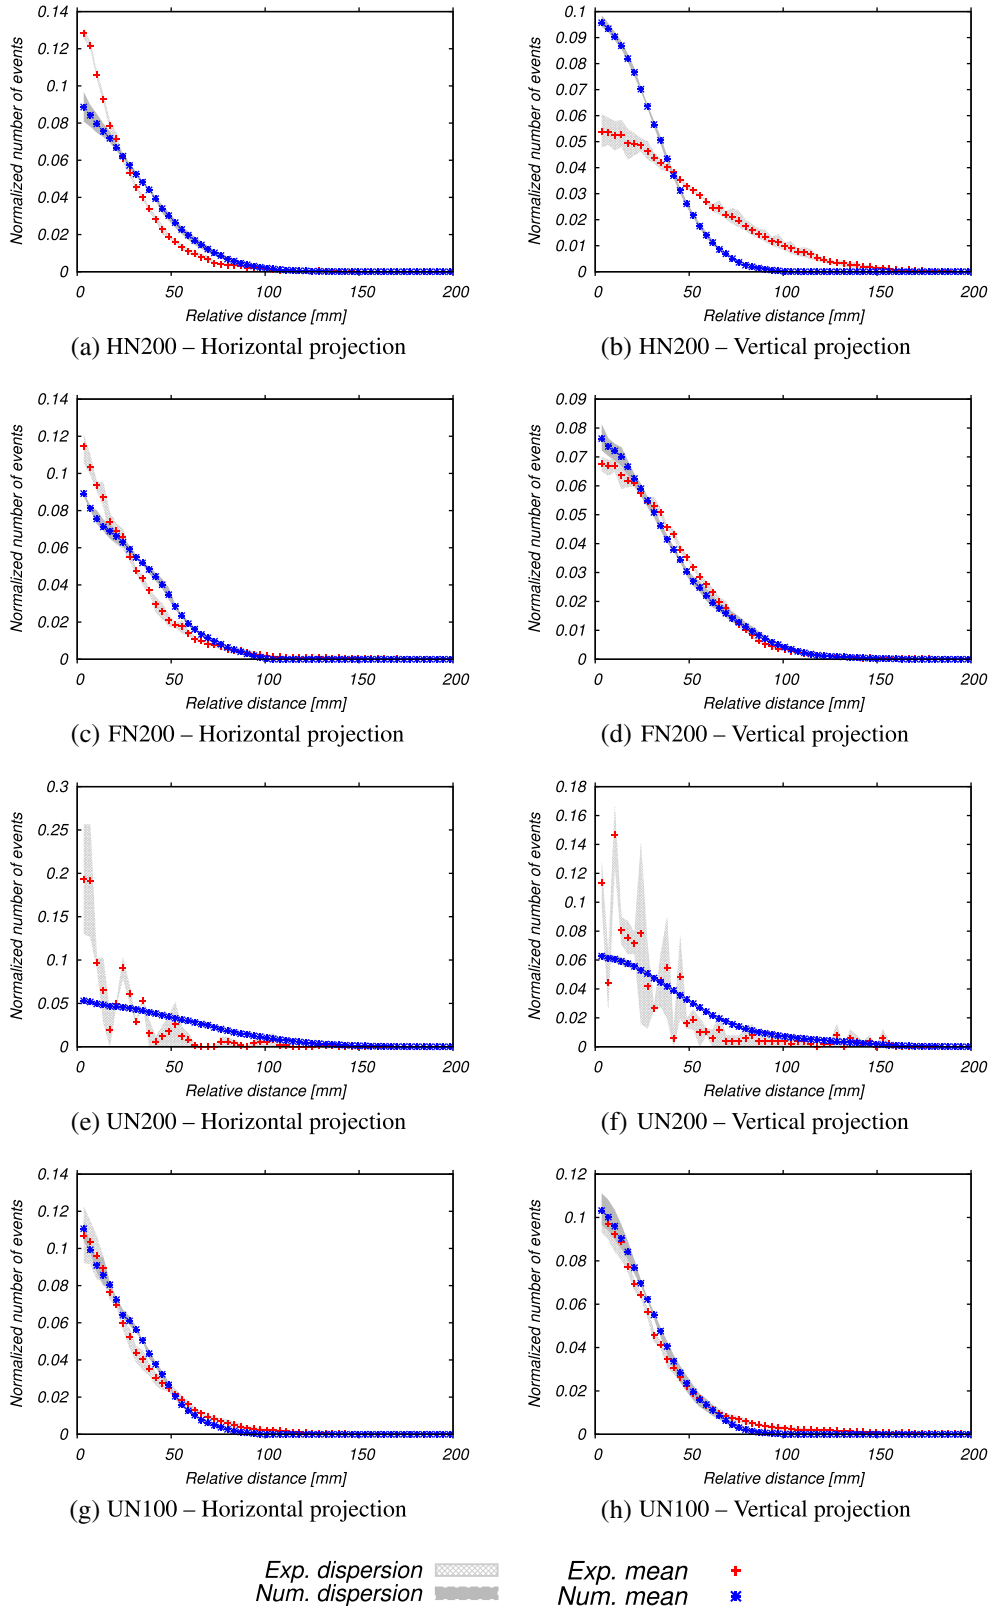 0.14
0.12
0.1
0.08
0.06
0.04
0.02
0
Normalized number of events
0 50 100 150 200
Relative distance [mm]
(a) HN200 – Horizontal projection
0.1
0.09
0.08
0.07
0.06
0.05
0.04
0.03
0.02
0.01
0
Normalized number of events
0 50 100 150 200
Relative distance [mm]
(b) HN200 – Vertical projection
0.14
0.12
0.1
0.08
0.06
0.04
0.02
0
Normalized number of events
0 50 100 150 200
Relative distance [mm]
(c) FN200 – Horizontal projection
0.09
0.08
0.07
0.06
0.05
0.04
0.03
0.02
0.01
0
Normalized number of events
0 50 100 150 200
Relative distance [mm]
(d) FN200 – Vertical projection
0.3
0.25
0.2
0.15
0.1
0.05
0
Normalized number of events
0 50 100 150 200
Relative distance [mm]
(e) UN200 – Horizontal projection
0.18
0.16
0.14
0.12
0.1
0.08
0.06
0.04
0.02
0
Normalized number of events
0 50 100 150 200
Relative distance [mm]
(f) UN200 – Vertical projection
0.14
0.12
0.1
0.08
0.06
0.04
0.02
0
Normalized number of events
0 50 100 150 200
Relative distance [mm]
(g) UN100 – Horizontal projection
0.12
0.1
0.08
0.06
0.04
0.02
0
Normalized number of events
0 50 100 150 200
Relative distance [mm]
(h) UN100 – Vertical projection
Exp. dispersion
Num. dispersion
Exp. mean
Num. mean